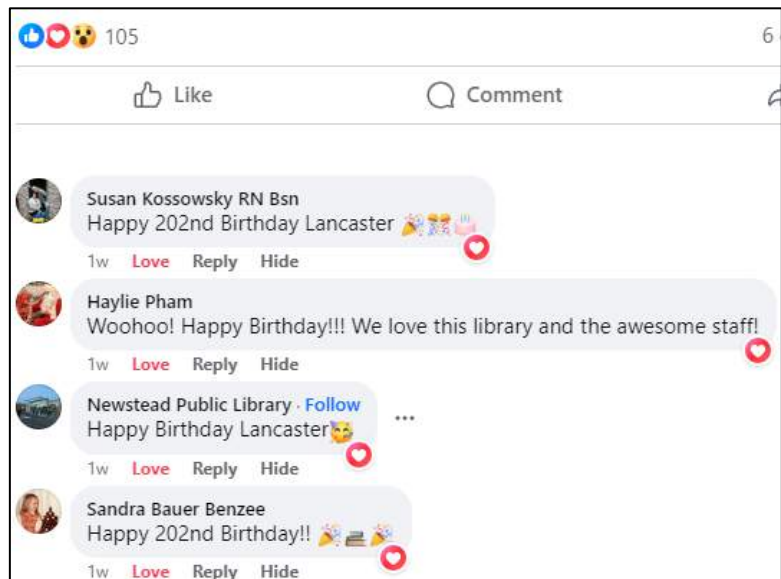 105 6
Like Comment
Susan Kossowsky RN Bsn
Happy 202nd Birthday Lancaster 🎉🎊🎂
1w Love Reply Hide
Haylie Pham
Woohoo! Happy Birthday!!! We love this library and the awesome staff!
1w Love Reply Hide
Newstead Public Library · Follow
Happy Birthday Lancaster🥳
1w Love Reply Hide
Sandra Bauer Benzee
Happy 202nd Birthday!! 🎉📚🎉
1w Love Reply Hide